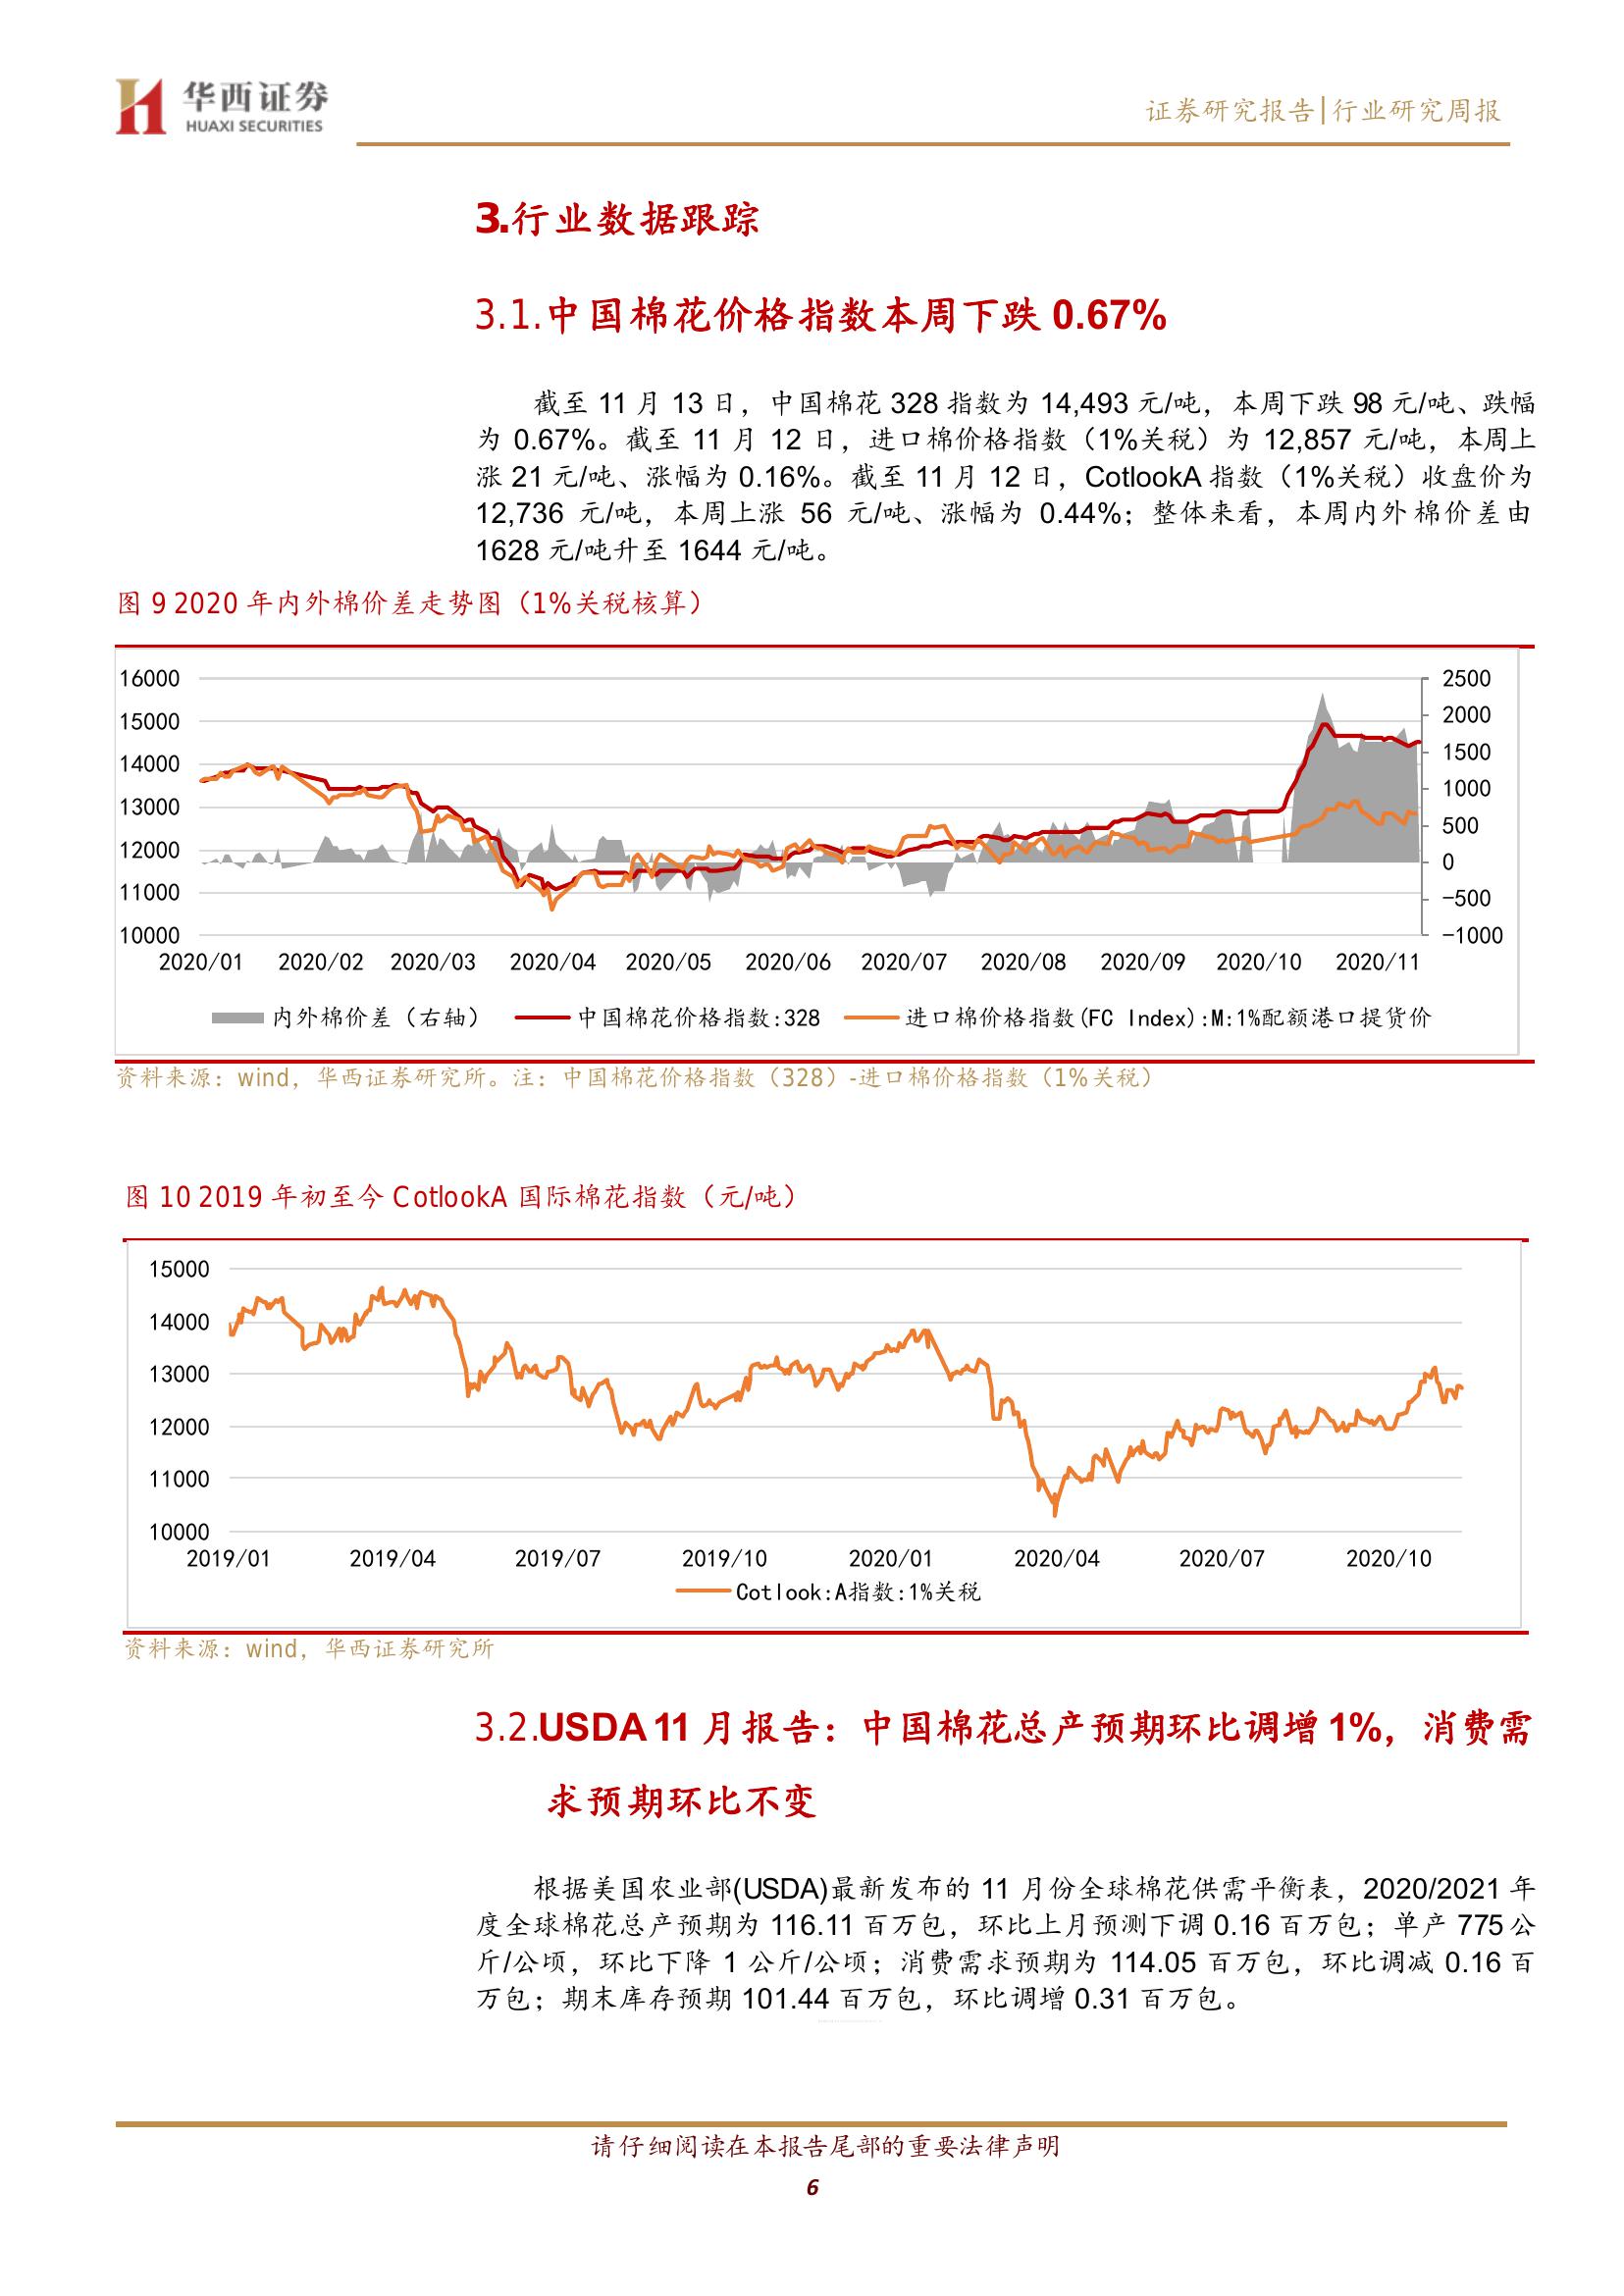 华西证券
HUAXI SECURITIES
证券研究报告|行业研究周报
3.行业数据跟踪
3.1.中国棉花价格指数本周下跌 0.67%
截至 11 月 13 日，中国棉花 328 指数为 14,493 元/吨，本周下跌 98 元/吨、跌幅
为 0.67%。截至 11 月 12 日，进口棉价格指数（1%关税）为 12,857 元/吨，本周上
涨 21 元/吨、涨幅为 0.16%。截至 11 月 12 日，CotlookA 指数（1%关税）收盘价为
12,736 元/吨，本周上涨 56 元/吨、涨幅为 0.44%；整体来看，本周内外棉价差由
1628 元/吨升至 1644 元/吨。
图 9 2020 年内外棉价差走势图（1%关税核算）
16000
15000
14000
13000
12000
11000
10000
2500
2000
1500
1000
500
0
-500
-1000
2020/01 2020/02 2020/03 2020/04 2020/05 2020/06 2020/07 2020/08 2020/09 2020/10 2020/11
内外棉价差（右轴） 中国棉花价格指数:328 进口棉价格指数(FC Index):M:1%配额港口提货价
资料来源：wind，华西证券研究所。注：中国棉花价格指数（328）-进口棉价格指数（1%关税）
图 10 2019 年初至今 CotlookA 国际棉花指数（元/吨）
15000
14000
13000
12000
11000
10000
2019/01 2019/04 2019/07 2019/10 2020/01 2020/04 2020/07 2020/10
Cotlook:A指数:1%关税
资料来源：wind，华西证券研究所
3.2.USDA 11 月报告：中国棉花总产预期环比调增 1%，消费需
求预期环比不变
根据美国农业部(USDA)最新发布的 11 月份全球棉花供需平衡表，2020/2021 年
度全球棉花总产预期为 116.11 百万包，环比上月预测下调 0.16 百万包；单产 775 公
斤/公顷，环比下降 1 公斤/公顷；消费需求预期为 114.05 百万包，环比调减 0.16 百
万包；期末库存预期 101.44 百万包，环比调增 0.31 百万包。
请仔细阅读在本报告尾部的重要法律声明
6